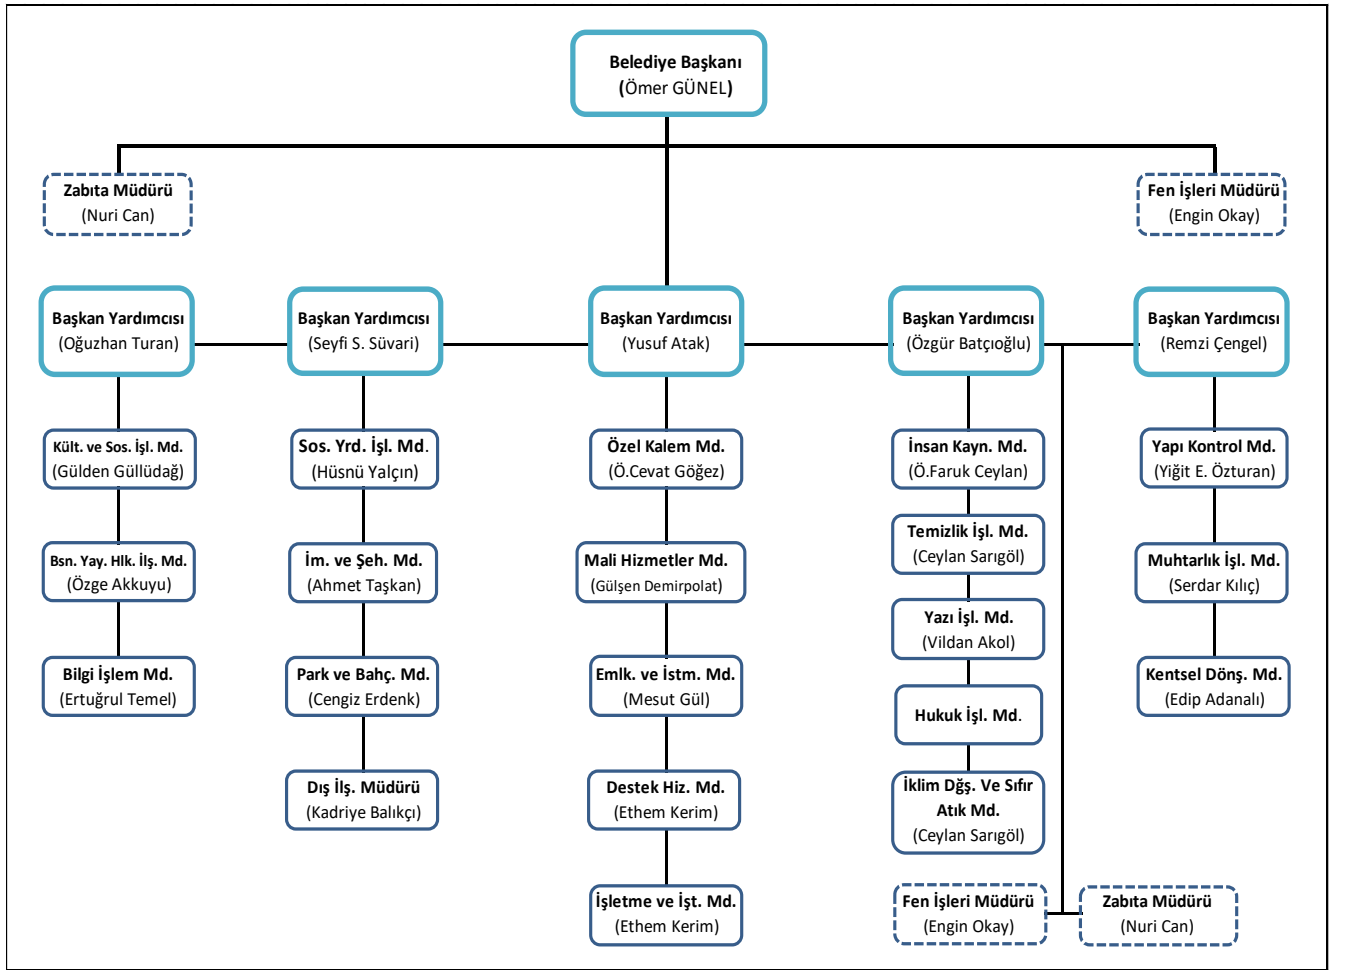 Belediye Başkanı
(Ömer GÜNEL)
Zabıta Müdürü
(Nuri Can)
Fen İşleri Müdürü
(Engin Okay)
Başkan Yardımcısı
(Oğuzhan Turan)
Başkan Yardımcısı
(Seyfi S. Süvari)
Başkan Yardımcısı
(Yusuf Atak)
Başkan Yardımcısı
(Özgür Batçıoğlu)
Başkan Yardımcısı
(Remzi Çengel)
Kült. ve Sos. İşl. Md.
(Gülden Güllüdağ)
Bsn. Yay. Hlk. İlş. Md.
(Özge Akkuyu)
Bilgi İşlem Md.
(Ertuğrul Temel)
Sos. Yrd. İşl. Md.
(Hüsnü Yalçın)
İm. ve Şeh. Md.
(Ahmet Taşkan)
Park ve Bahç. Md.
(Cengiz Erdenk)
Dış İlş. Müdürü
(Kadriye Balıkçı)
Özel Kalem Md.
(Ö.Cevat Göğez)
Mali Hizmetler Md.
(Gülşen Demirpolat)
Emlk. ve İstm. Md.
(Mesut Gül)
Destek Hiz. Md.
(Ethem Kerim)
İşletme ve İşt. Md.
(Ethem Kerim)
İnsan Kayn. Md.
(Ö.Faruk Ceylan)
Temizlik İşl. Md.
(Ceylan Sarıgöl)
Yazı İşl. Md.
(Vildan Akol)
Hukuk İşl. Md.
İklim Dğş. Ve Sıfır
Atık Md.
(Ceylan Sarıgöl)
Yapı Kontrol Md.
(Yiğit E. Özturan)
Muhtarlık İşl. Md.
(Serdar Kılıç)
Kentsel Dönş. Md.
(Edip Adanalı)
Fen İşleri Müdürü
(Engin Okay)
Zabıta Müdürü
(Nuri Can)